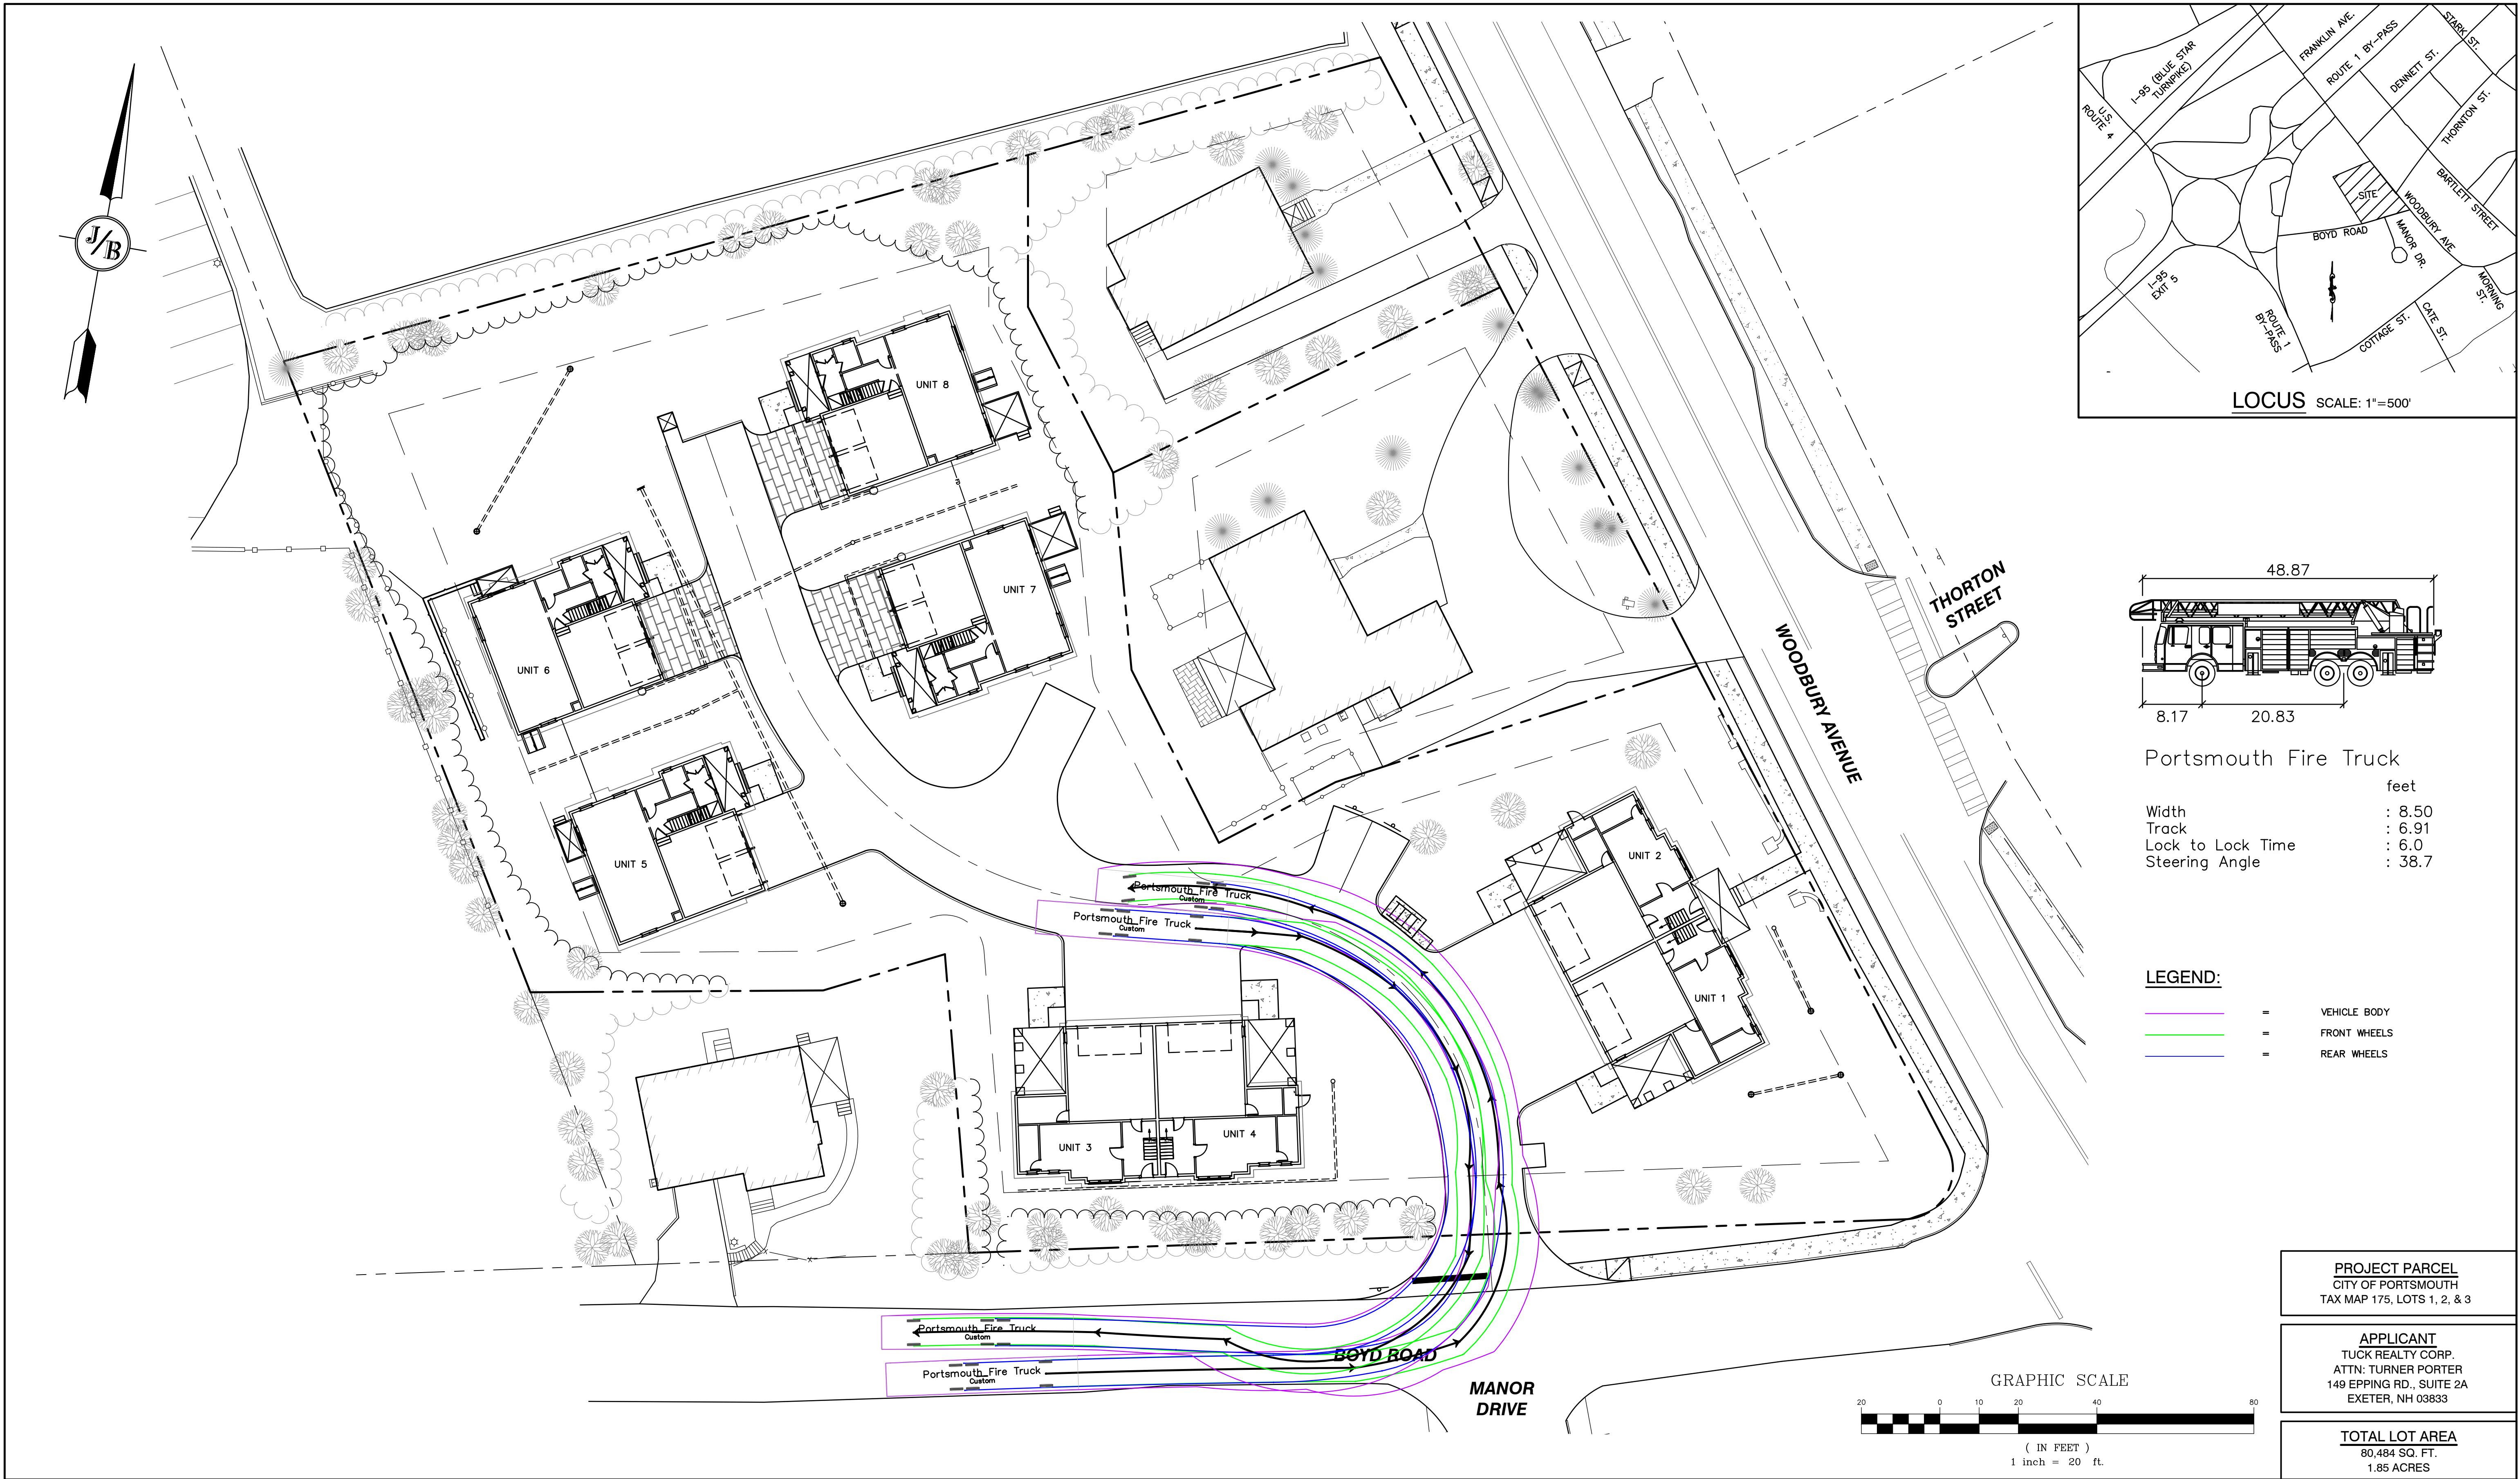 J/B
UNIT 8
UNIT 7
UNIT 6
UNIT 5
UNIT 2
UNIT 1
UNIT 3
UNIT 4
WOODBURY AVENUE
THORTON
STREET
Portsmouth Fire Truck
Custom
Portsmouth Fire Truck
Custom
Portsmouth Fire Truck
Custom
Portsmouth Fire Truck
Custom
BOYD ROAD
MANOR
DRIVE
FRANKLIN AVE.
ROUTE 1 BY-PASS
STARK ST.
I-95 (BLUE STAR
TURNPIKE)
DENNETT ST.
U.S.
ROUTE 4
THORNTON ST.
BARTLETT STREET
SITE
WOODBURY AVE.
BOYD ROAD
MANOR DR.
I-95
EXIT 5
MORNING
ST.
ROUTE 1
BY-PASS
COTTAGE ST.
CATE ST.
LOCUS SCALE: 1"=500'
48.87
8.17
20.83
Portsmouth Fire Truck
feet
Width : 8.50
Track : 6.91
Lock to Lock Time : 6.0
Steering Angle : 38.7
LEGEND:
= VEHICLE BODY
= FRONT WHEELS
= REAR WHEELS
GRAPHIC SCALE
20 0 10 20 40 80
( IN FEET )
1 inch = 20 ft.
PROJECT PARCEL
CITY OF PORTSMOUTH
TAX MAP 175, LOTS 1, 2, & 3
APPLICANT
TUCK REALTY CORP.
ATTN: TURNER PORTER
149 EPPING RD., SUITE 2A
EXETER, NH 03833
TOTAL LOT AREA
80,484 SQ. FT.
1.85 ACRES